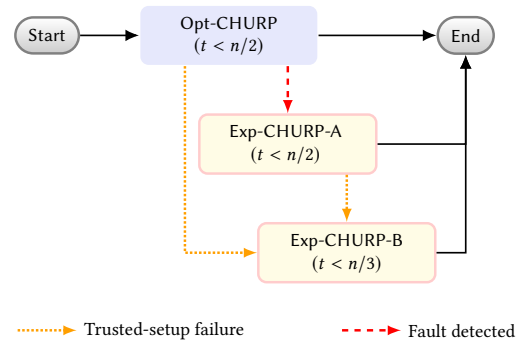 Start
Opt-CHURP
(t < n/2)
End
Exp-CHURP-A
(t < n/2)
Exp-CHURP-B
(t < n/3)
Trusted-setup failure
Fault detected